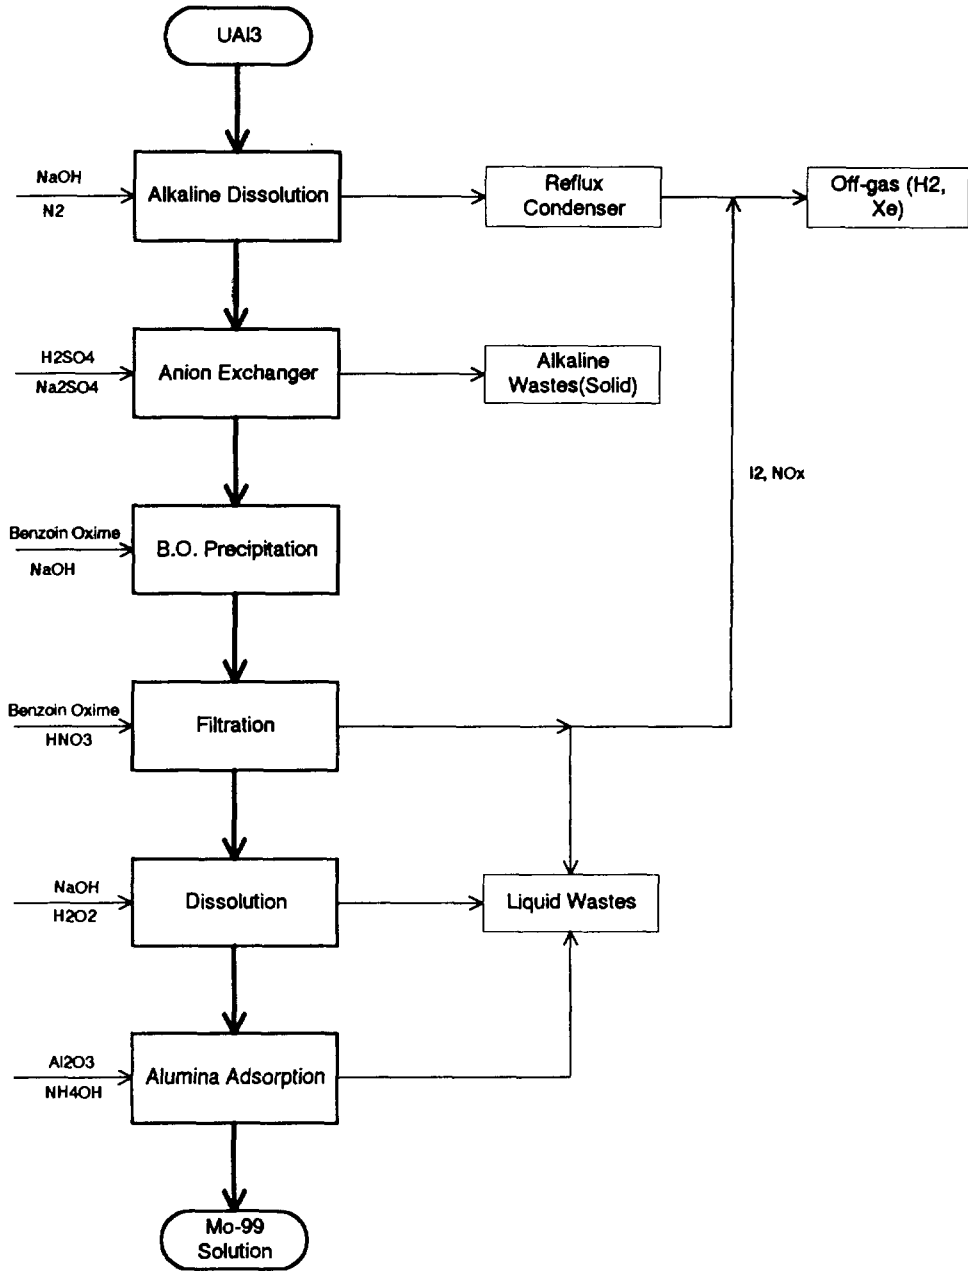 UAl3
NaOH
N2
Alkaline Dissolution
Reflux
Condenser
Off-gas (H2,
Xe)
H2SO4
Na2SO4
Anion Exchanger
Alkaline
Wastes(Solid)
I2, NOx
Benzoin Oxime
NaOH
B.O. Precipitation
Benzoin Oxime
HNO3
Filtration
NaOH
H2O2
Dissolution
Liquid Wastes
Al2O3
NH4OH
Alumina Adsorption
Mo-99
Solution